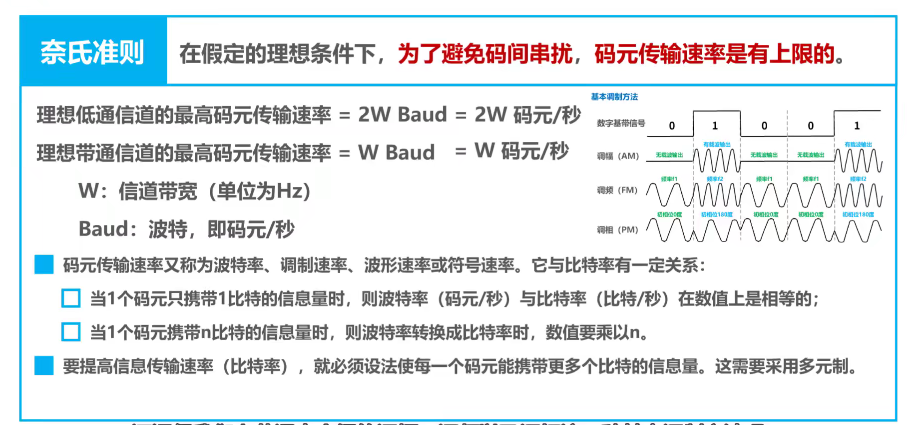 奈氏准则
在假定的理想条件下，为了避免码间串扰，码元传输速率是有上限的。
理想低通信道的最高码元传输速率 = 2W Baud = 2W 码元/秒
理想带通信道的最高码元传输速率 = W Baud = W 码元/秒
W：信道带宽（单位为Hz）
Baud：波特，即码元/秒
基本调制方法
数字基带信号 0 1 0 0 1
调幅（AM） 无载波输出 有载波输出 无载波输出 无载波输出 有载波输出
调频（FM） 频率f1 频率f2 频率f1 频率f1 频率f2
调相（PM） 初相位0度 初相位180度 初相位0度 初相位0度 初相位180度
码元传输速率又称为波特率、调制速率、波形速率或符号速率。它与比特率有一定关系：
当1个码元只携带1比特的信息量时，则波特率（码元/秒）与比特率（比特/秒）在数值上是相等的；
当1个码元携带n比特的信息量时，则波特率转换成比特率时，数值要乘以n。
要提高信息传输速率（比特率），就必须设法使每一个码元能携带更多个比特的信息量。这需要采用多元制。